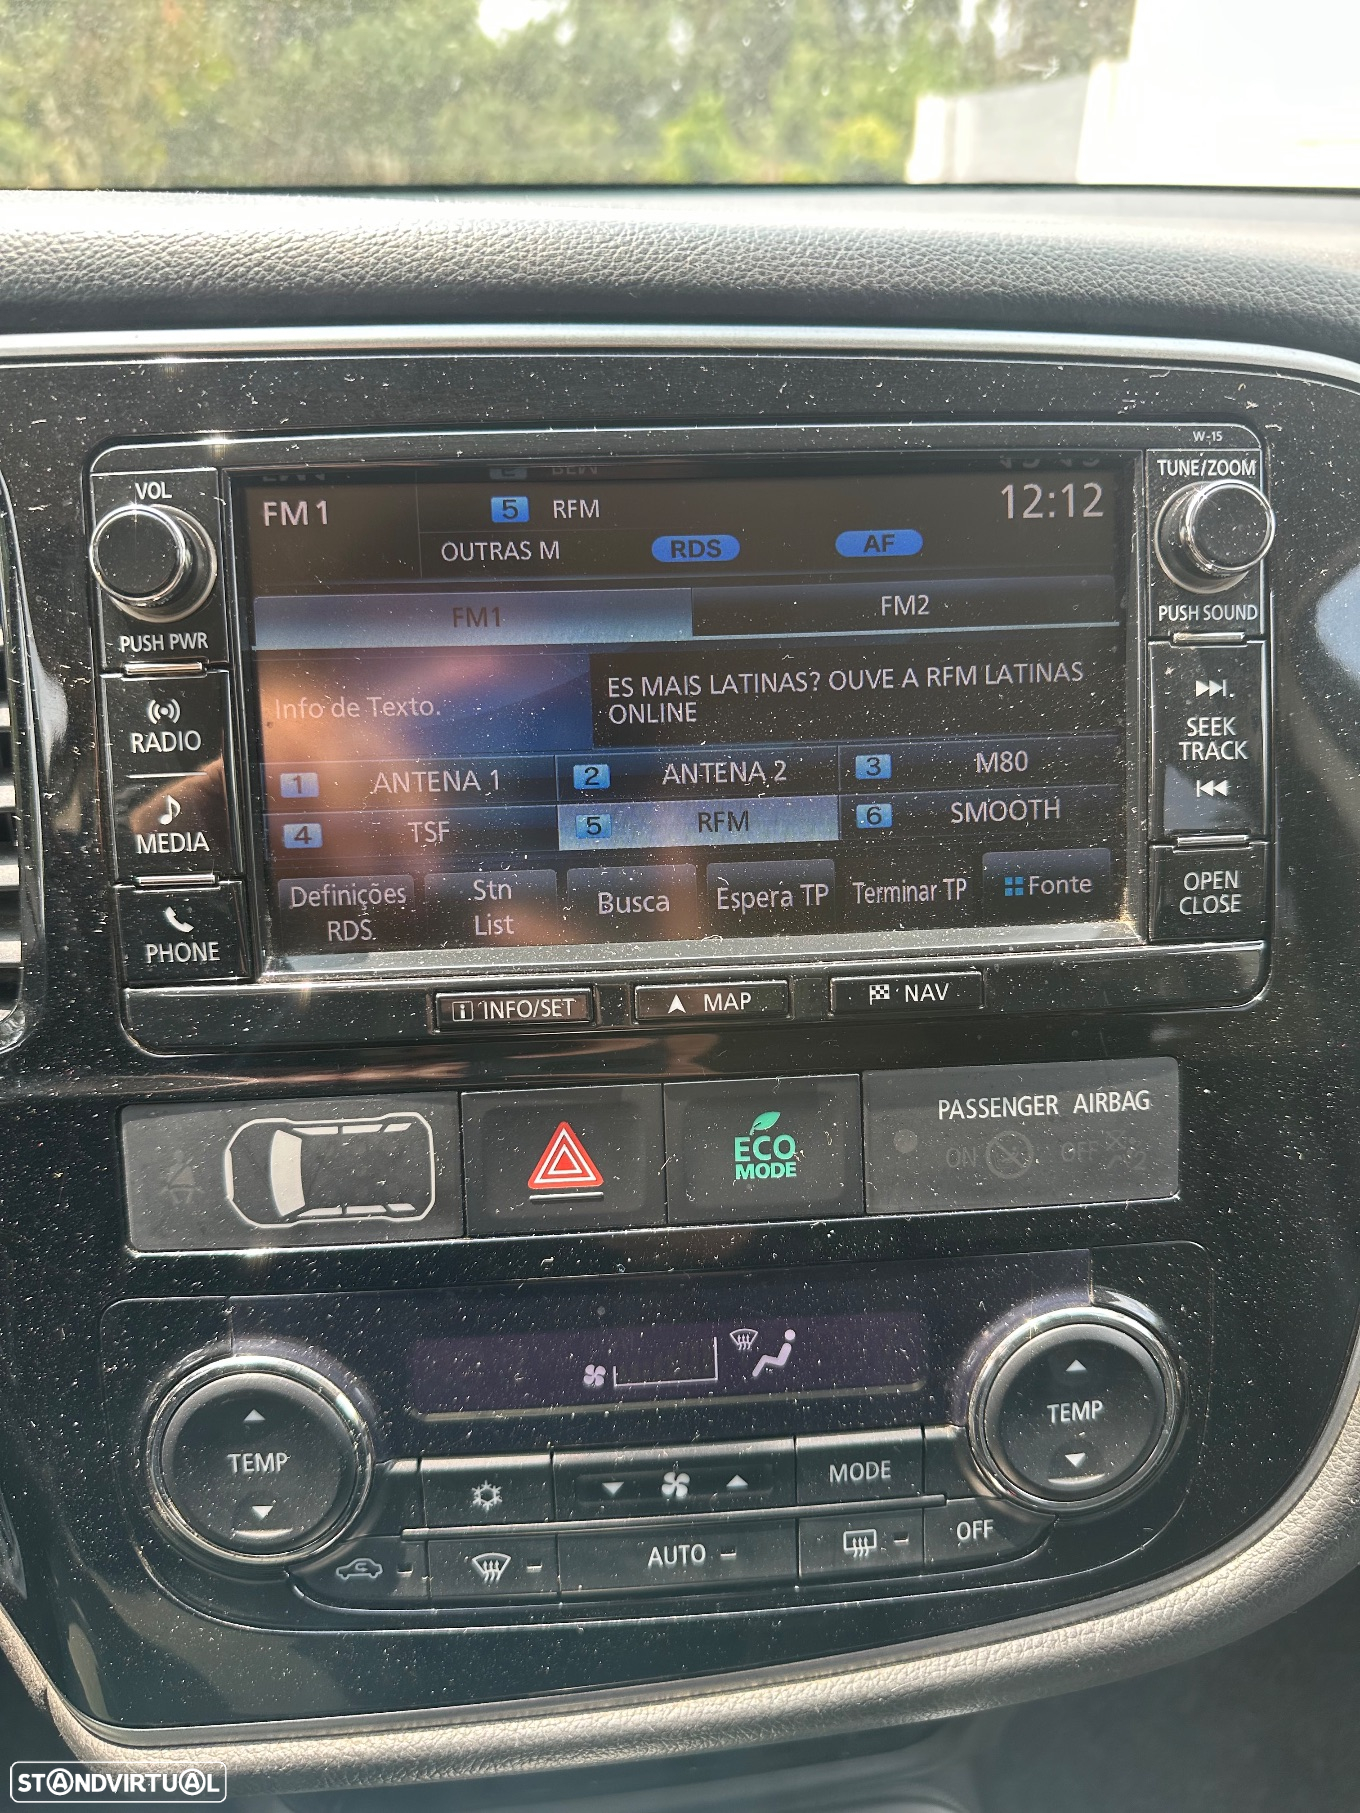 W-15
VOL
TUNE/ZOOM
FM1
5 RFM
12:12
OUTRAS M
RDS
AF
FM1
FM2
PUSH PWR
PUSH SOUND
Info de Texto.
ES MAIS LATINAS? OUVE A RFM LATINAS
ONLINE
RADIO
SEEK
TRACK
1 ANTENA 1
2 ANTENA 2
3 M80
4 TSF
5 RFM
6 SMOOTH
MEDIA
Definições
RDS
Stn
List
Busca
Espera TP
Terminar TP
Fonte
OPEN
CLOSE
PHONE
i INFO/SET
MAP
NAV
PASSENGER AIRBAG
ON
OFF
ECO
MODE
TEMP
TEMP
MODE
AUTO
OFF
STANDVIRTUAL